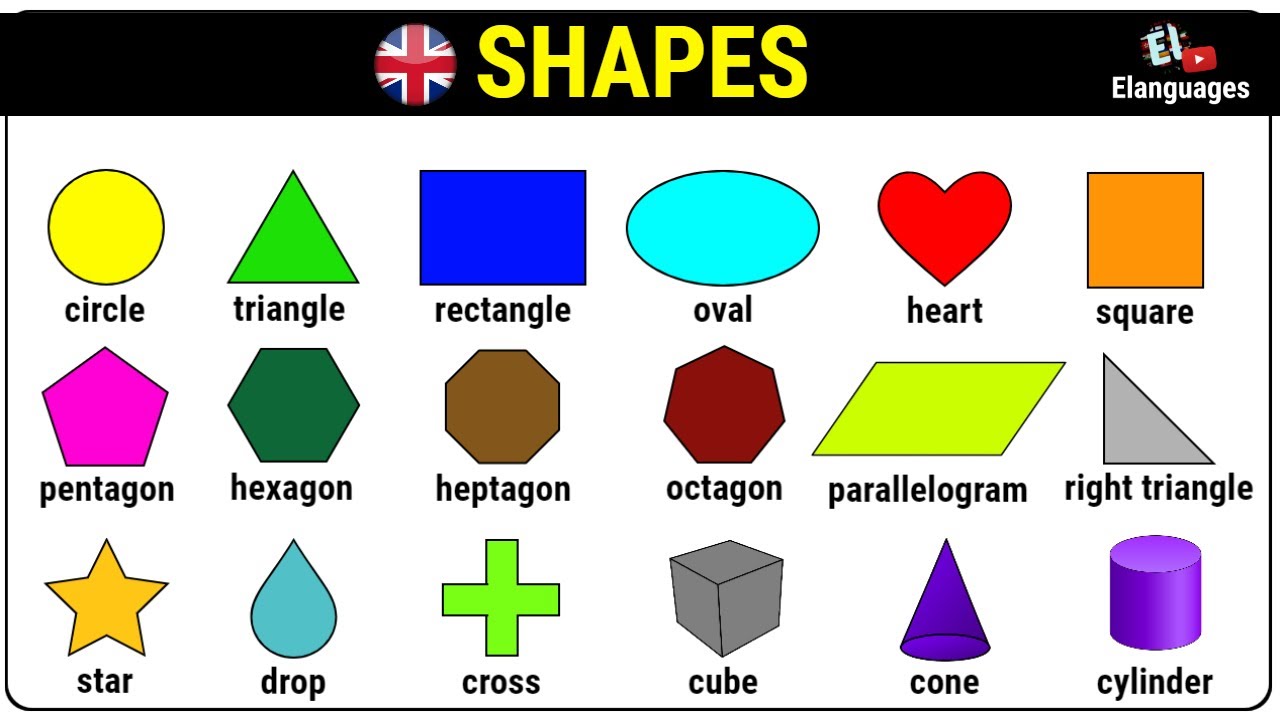 SHAPES
El
Elanguages
circle triangle rectangle oval heart square
pentagon hexagon heptagon octagon parallelogram right triangle
star drop cross cube cone cylinder